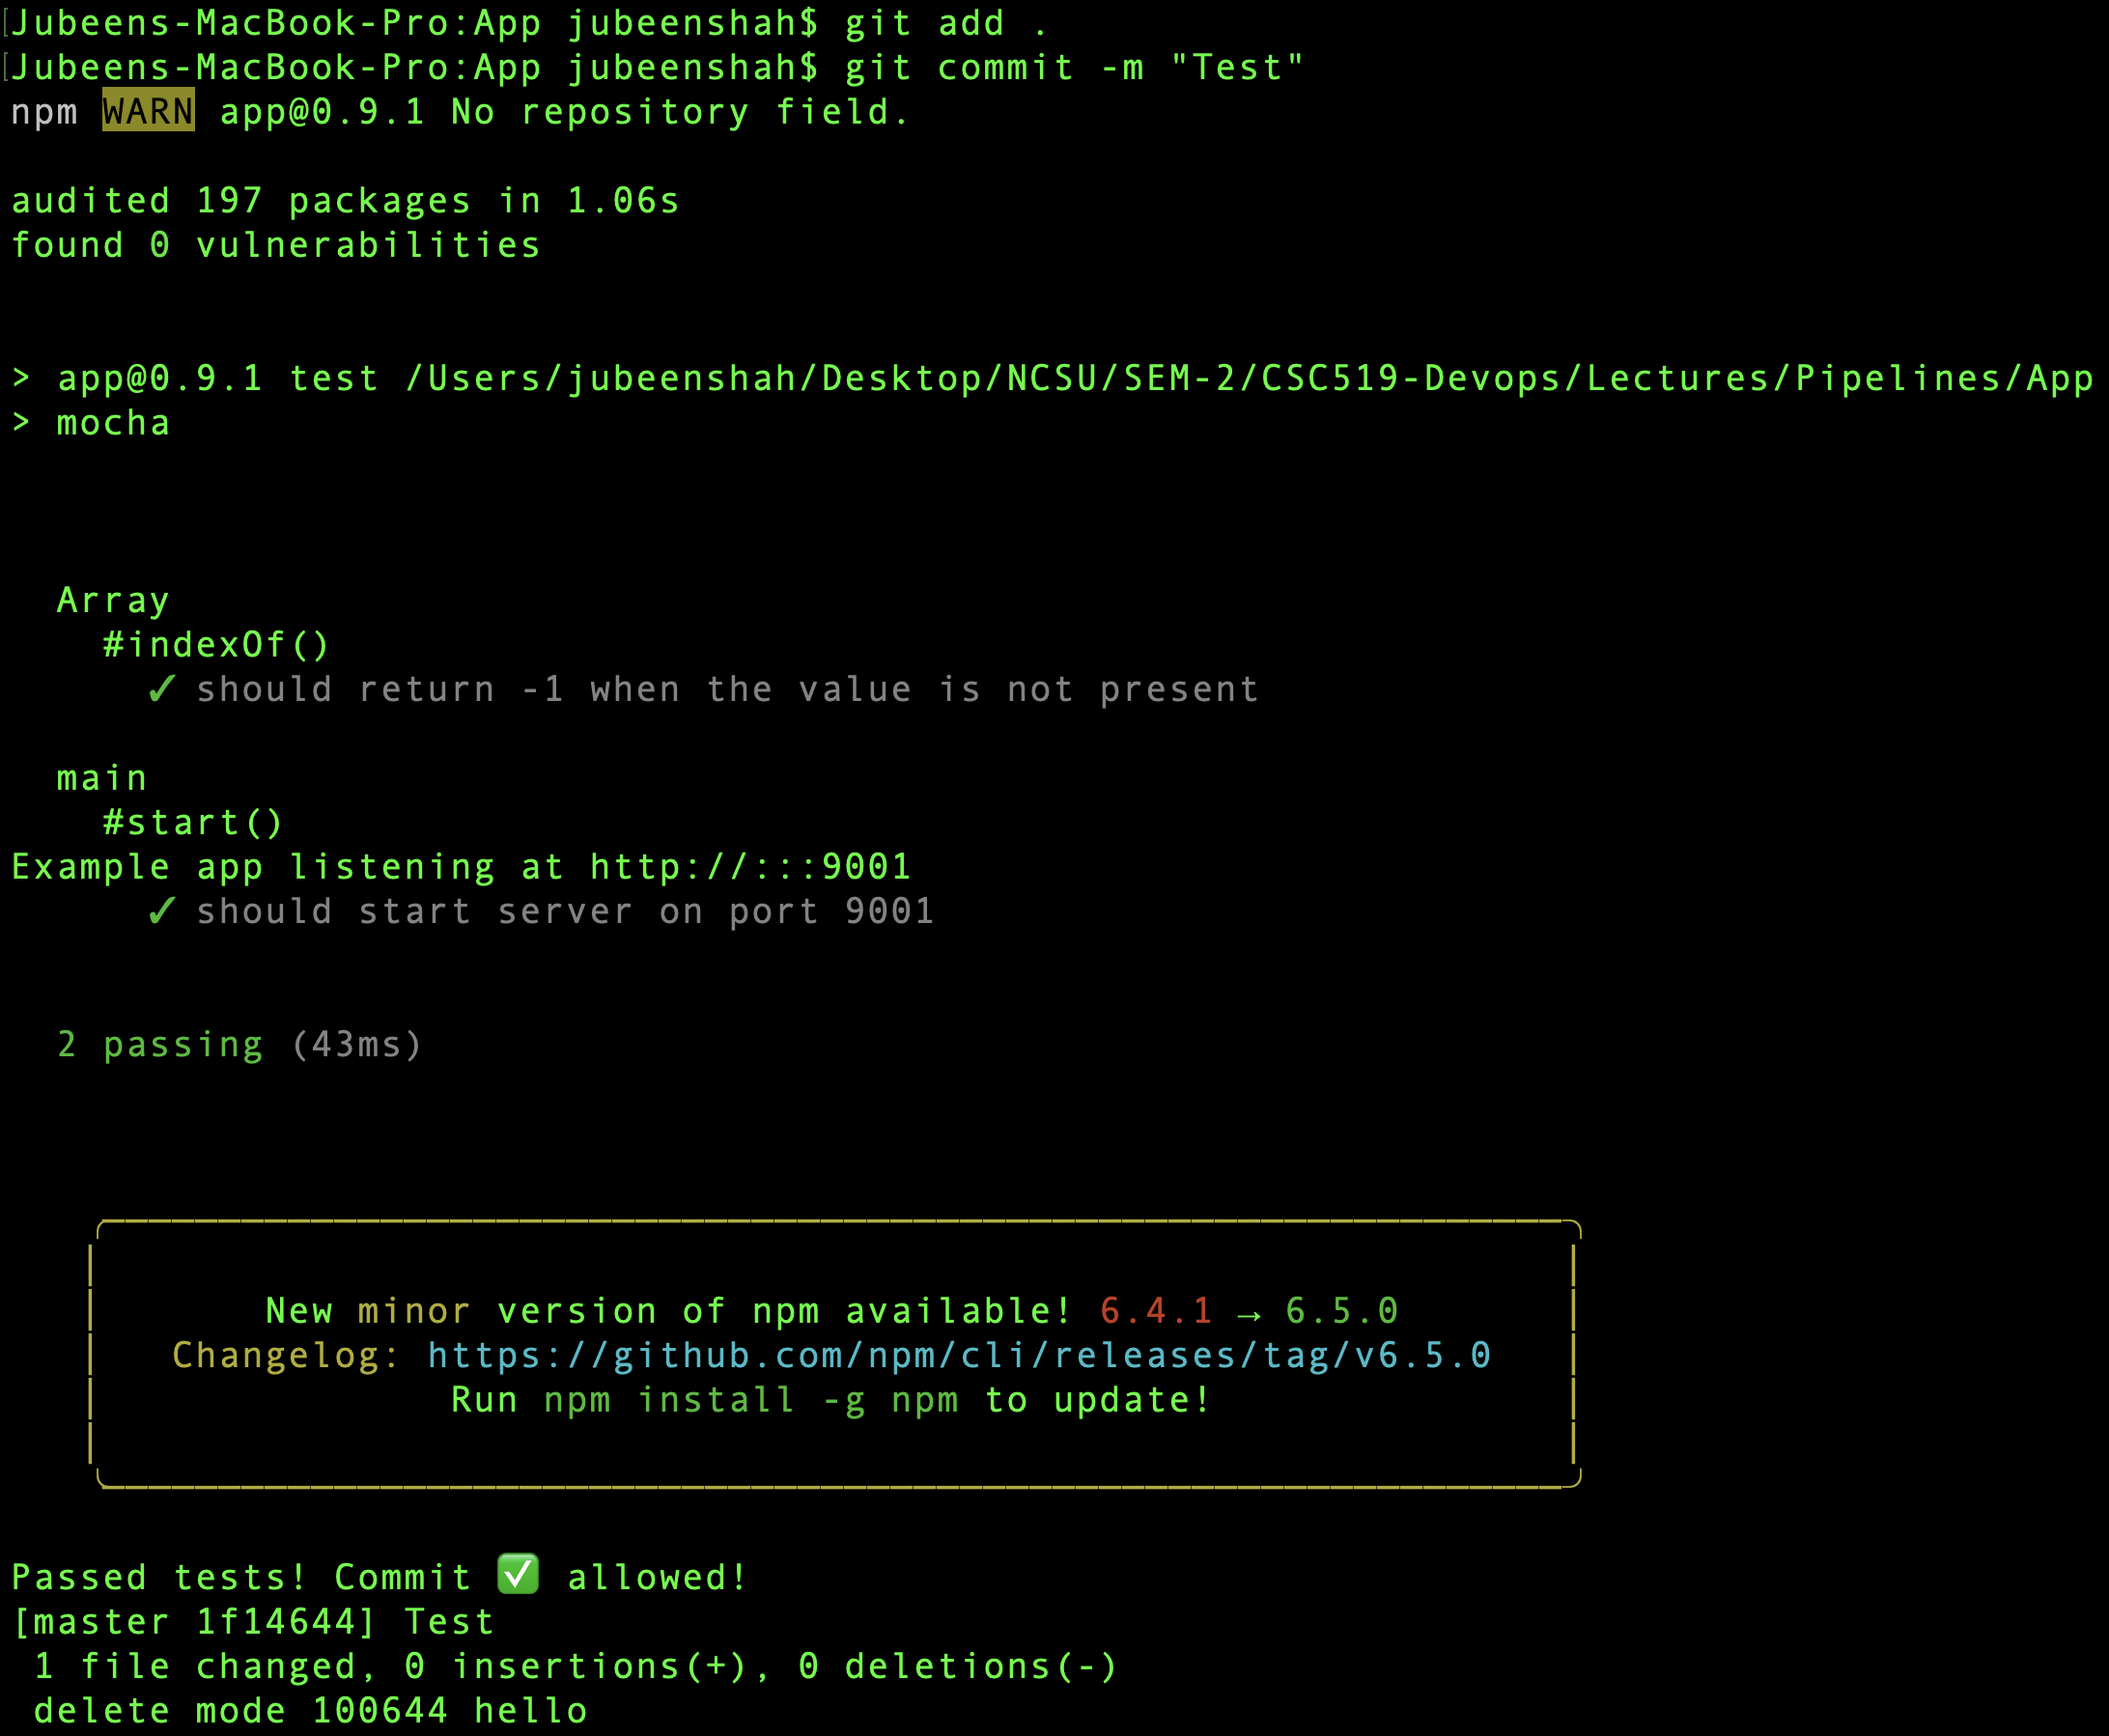 Jubeens-MacBook-Pro:App jubeenshah$ git add .
Jubeens-MacBook-Pro:App jubeenshah$ git commit -m "Test"
npm WARN app@0.9.1 No repository field.
audited 197 packages in 1.06s
found 0 vulnerabilities
> app@0.9.1 test /Users/jubeenshah/Desktop/NCSU/SEM-2/CSC519-Devops/Lectures/Pipelines/App
> mocha
Array
#indexOf()
✓ should return -1 when the value is not present
main
#start()
Example app listening at http://:::9001
✓ should start server on port 9001
2 passing (43ms)
New minor version of npm available! 6.4.1 → 6.5.0
Changelog: https://github.com/npm/cli/releases/tag/v6.5.0
Run npm install -g npm to update!
Passed tests! Commit ✅ allowed!
[master 1f14644] Test
1 file changed, 0 insertions(+), 0 deletions(-)
delete mode 100644 hello